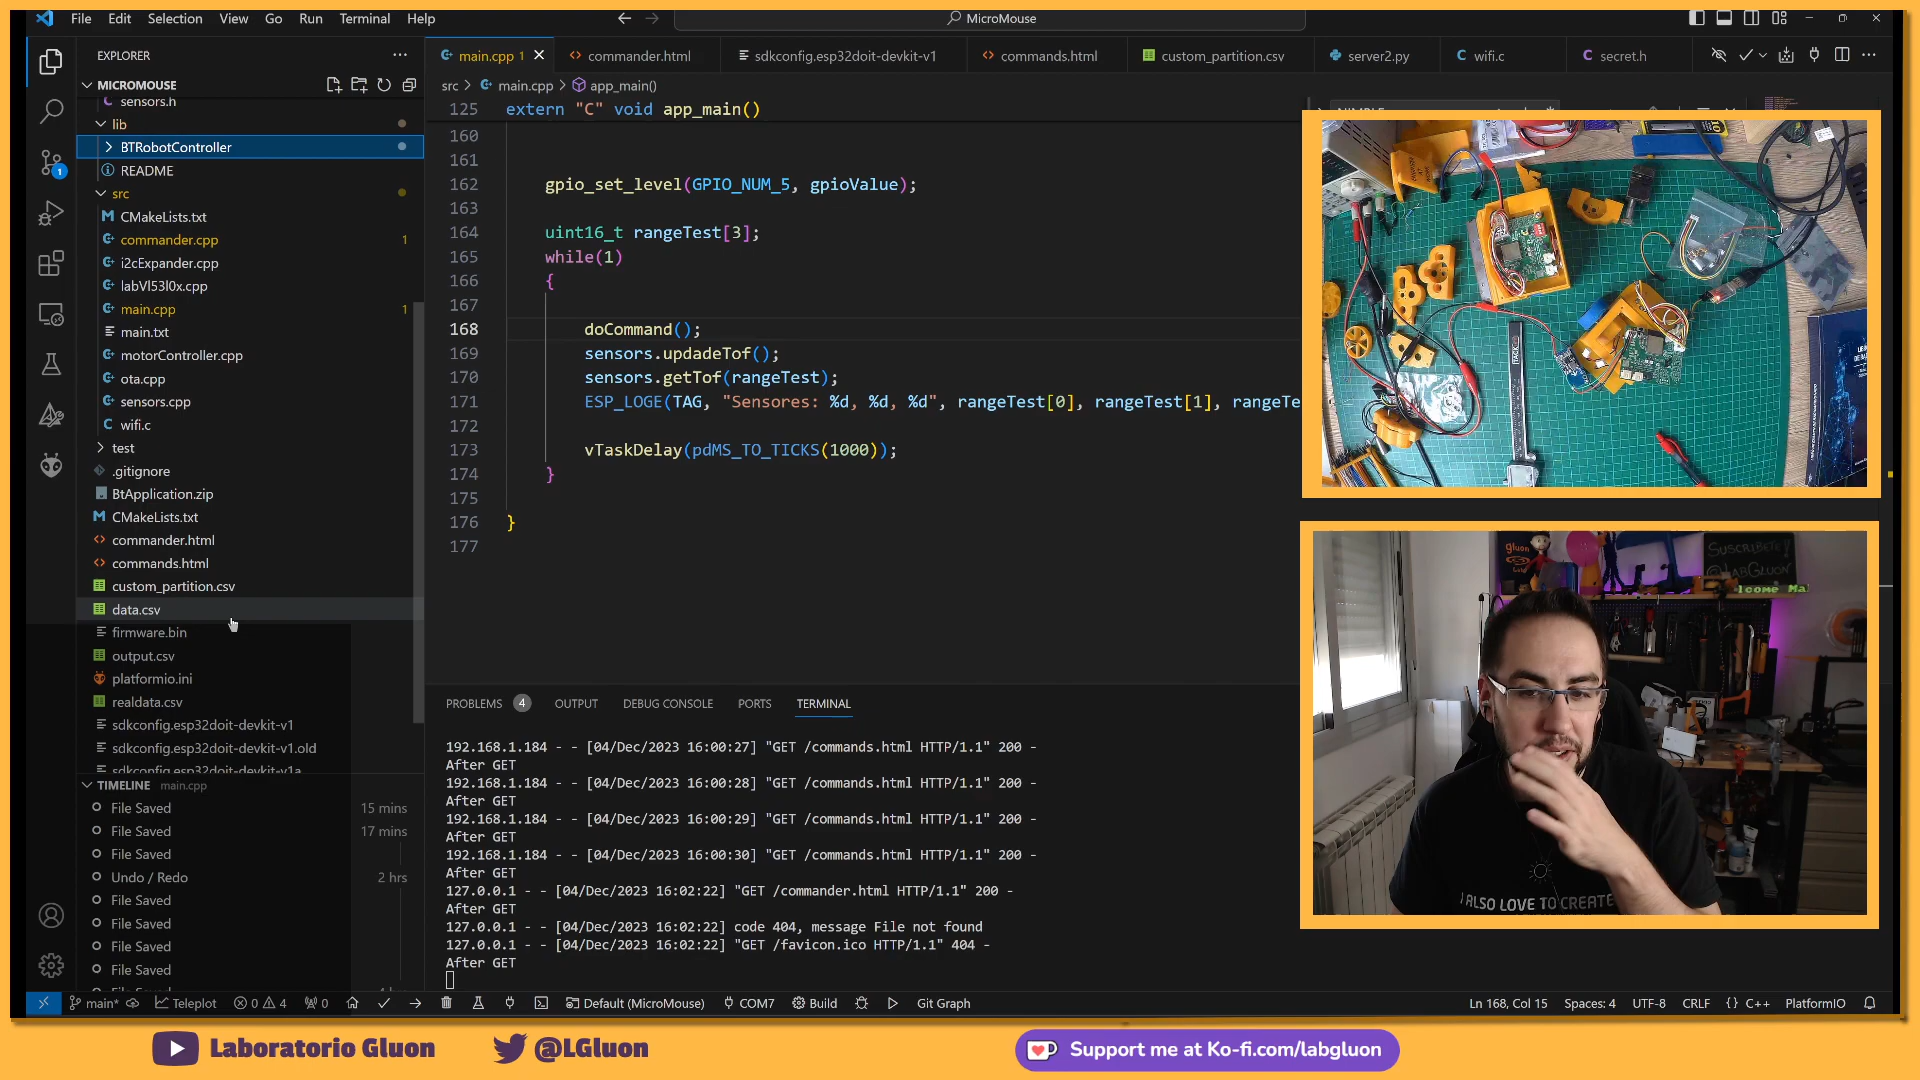 File Edit Selection View Go Run Terminal Help
MicroMouse
EXPLORER
MICROMOUSE
sensors.h
lib
BTRobotController
README
src
CMakeLists.txt
commander.cpp 1
i2cExpander.cpp
labVl53l0x.cpp
main.cpp 1
main.txt
motorController.cpp
ota.cpp
sensors.cpp
wifi.c
test
.gitignore
BtApplication.zip
CMakeLists.txt
commander.html
commands.html
custom_partition.csv
data.csv
firmware.bin
output.csv
platformio.ini
realdata.csv
sdkconfig.esp32doit-devkit-v1
sdkconfig.esp32doit-devkit-v1.old
sdkconfig.esp32doit-devkit-v1a
TIMELINE main.cpp
File Saved 15 mins
File Saved 17 mins
File Saved
Undo / Redo 2 hrs
File Saved
File Saved
File Saved
File Saved
main.cpp 1 commander.html sdkconfig.esp32doit-devkit-v1 commands.html custom_partition.csv server2.py wifi.c secret.h
src > main.cpp > app_main()
125 extern "C" void app_main()
160
161
162 gpio_set_level(GPIO_NUM_5, gpioValue);
163
164 uint16_t rangeTest[3];
165 while(1)
166 {
167
168 doCommand();
169 sensors.updadeTof();
170 sensors.getTof(rangeTest);
171 ESP_LOGE(TAG, "Sensores: %d, %d, %d", rangeTest[0], rangeTest[1], rangeTe
172
173 vTaskDelay(pdMS_TO_TICKS(1000));
174 }
175
176 }
177
PROBLEMS 4 OUTPUT DEBUG CONSOLE PORTS TERMINAL
192.168.1.184 - - [04/Dec/2023 16:00:27] "GET /commands.html HTTP/1.1" 200 -
After GET
192.168.1.184 - - [04/Dec/2023 16:00:28] "GET /commands.html HTTP/1.1" 200 -
After GET
192.168.1.184 - - [04/Dec/2023 16:00:29] "GET /commands.html HTTP/1.1" 200 -
After GET
192.168.1.184 - - [04/Dec/2023 16:00:30] "GET /commands.html HTTP/1.1" 200 -
After GET
127.0.0.1 - - [04/Dec/2023 16:02:22] "GET /commander.html HTTP/1.1" 200 -
After GET
127.0.0.1 - - [04/Dec/2023 16:02:22] code 404, message File not found
127.0.0.1 - - [04/Dec/2023 16:02:22] "GET /favicon.ico HTTP/1.1" 404 -
After GET
gluon
SUSCRIBETE!
@LABGLUON
lcome Ma
I ALSO LOVE TO CREATE
main* Teleplot 0 4 0 Default (MicroMouse) COM7 Build Git Graph Ln 168, Col 15 Spaces: 4 UTF-8 CRLF {} C++ PlatformIO
Laboratorio Gluon @LGluon Support me at Ko-fi.com/labgluon